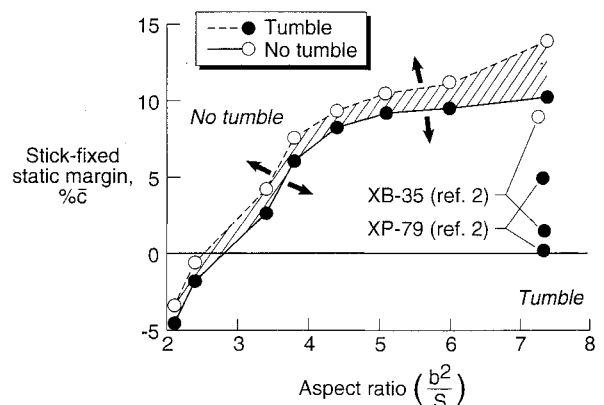 Tumble
No tumble
15
10
5
0
-5
No tumble
Stick-fixed
static margin,
%c̄
XB-35 (ref. 2)
XP-79 (ref. 2)
Tumble
2 3 4 5 6 7 8
Aspect ratio (b²/S)